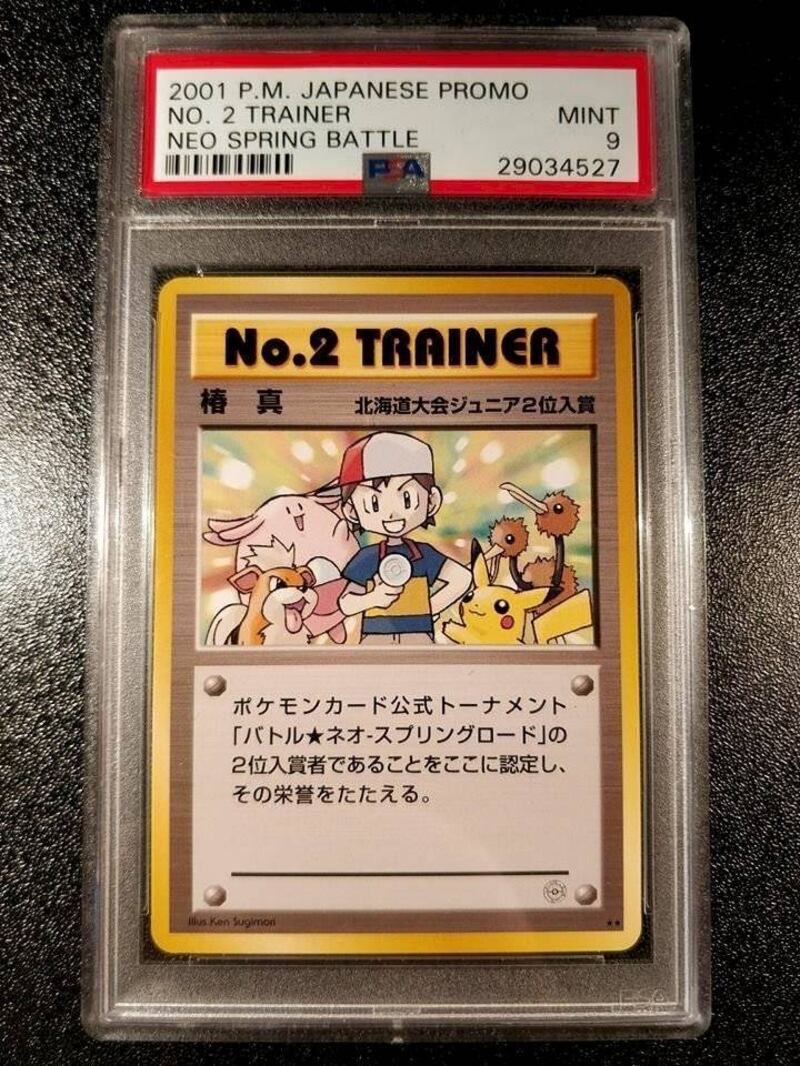 2001 P.M. JAPANESE PROMO
NO. 2 TRAINER MINT
NEO SPRING BATTLE 9
PSA 29034527
No.2 TRAINER
椿 真 北海道大会ジュニア2位入賞
ポケモンカード公式トーナメント
「バトル★ネオ-スプリングロード」の
2位入賞者であることをここに認定し、
その栄誉をたたえる。
Illus. Ken Sugimori ★★